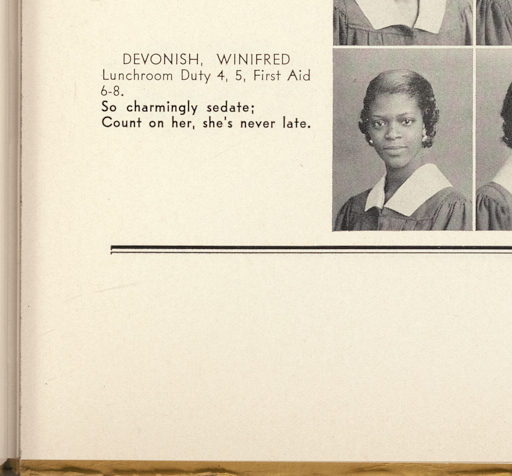 DEVONISH, WINIFRED
Lunchroom Duty 4, 5, First Aid
6-8.
So charmingly sedate;
Count on her, she's never late.